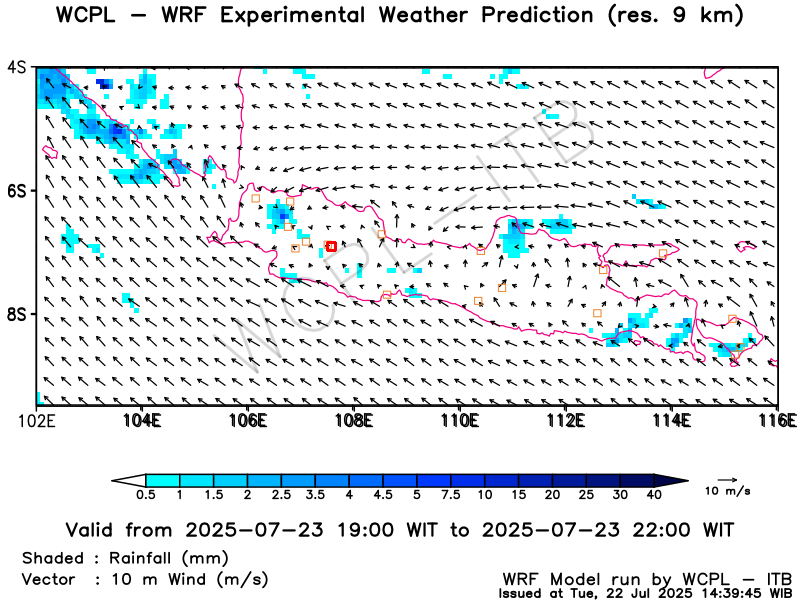 WCPL – WRF Experimental Weather Prediction (res. 9 km)
4S
6S
8S
WCPL-ITB
102E 104E 106E 108E 110E 112E 114E 116E
0.5 1 1.5 2 2.5 3.5 4 4.5 5 7.5 10 15 20 25 30 40
10 m/s
Valid from 2025-07-23 19:00 WIT to 2025-07-23 22:00 WIT
Shaded : Rainfall (mm)
Vector : 10 m Wind (m/s)
WRF Model run by WCPL – ITB
Issued at Tue, 22 Jul 2025 14:39:45 WIB